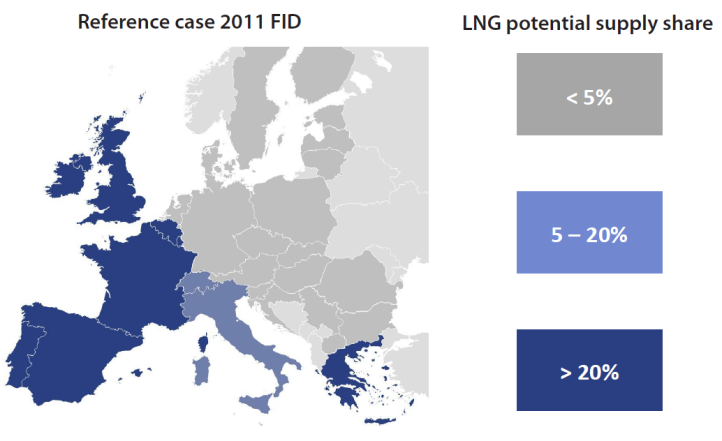 Reference case 2011 FID
LNG potential supply share
< 5%
5 – 20%
> 20%